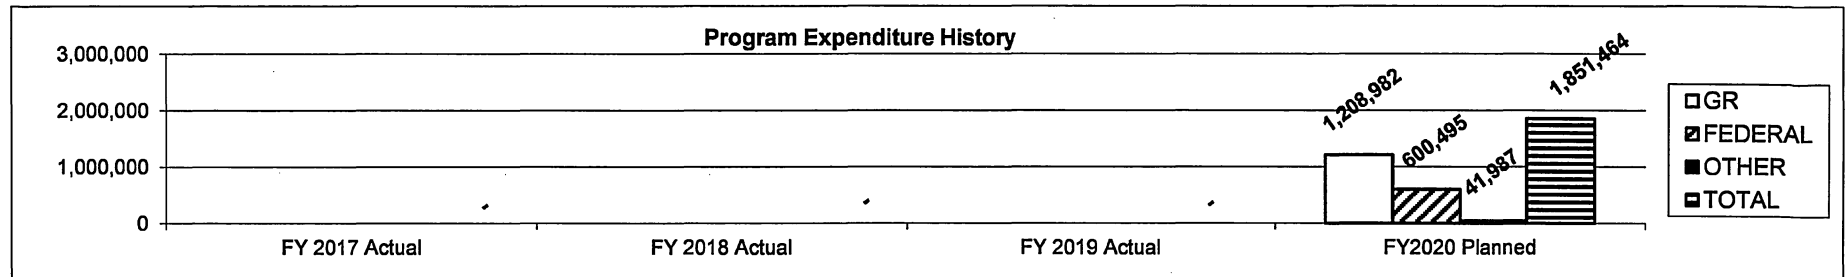 Program Expenditure History
3,000,000
2,000,000
1,000,000
0
1,208,982
600,495
41,987
1,851,464
FY 2017 Actual
FY 2018 Actual
FY 2019 Actual
FY2020 Planned
GR
FEDERAL
OTHER
TOTAL